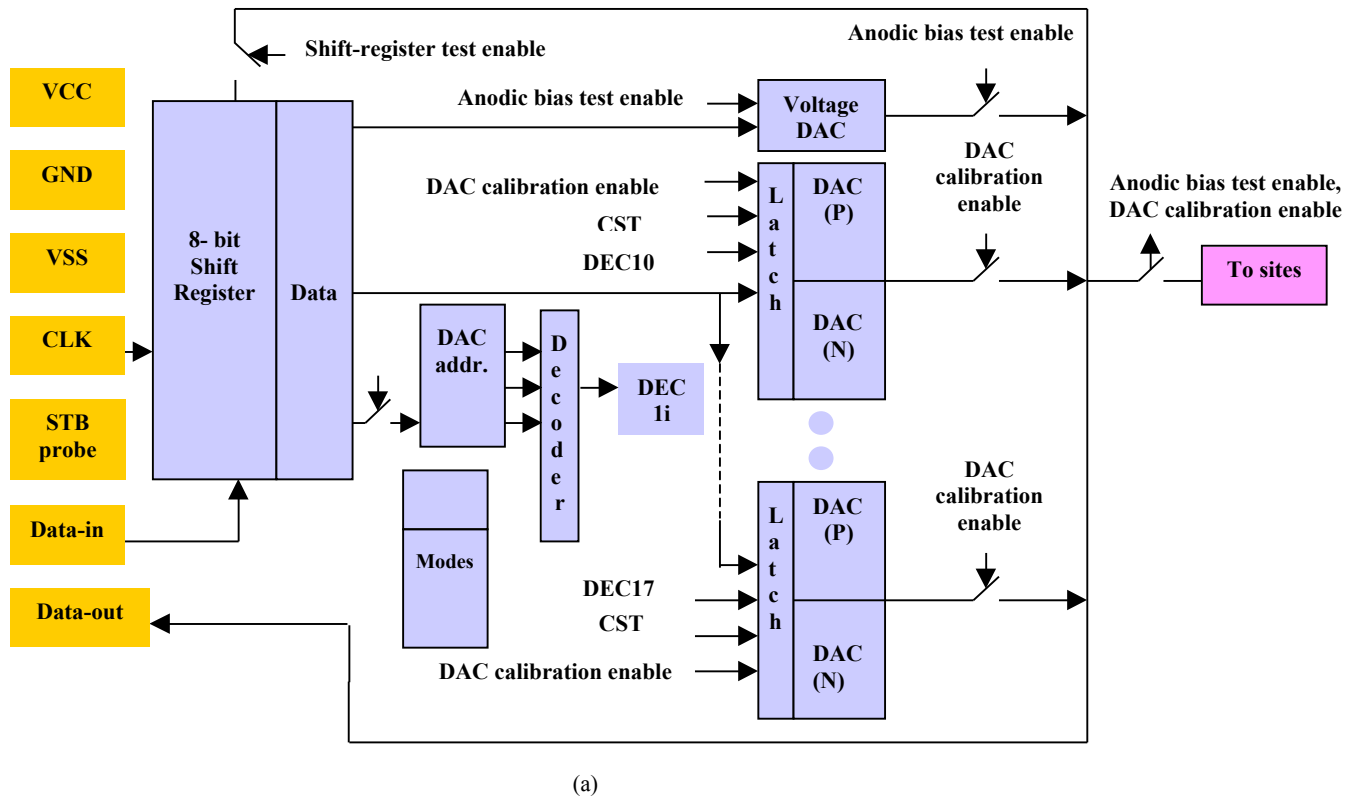 Shift-register test enable
Anodic bias test enable
VCC
GND
VSS
CLK
STB
probe
Data-in
Data-out
8- bit
Shift
Register
Data
Anodic bias test enable
Voltage
DAC
DAC calibration enable
CST
DEC10
Latch
DAC
(P)
DAC
(N)
DAC
calibration
enable
Anodic bias test enable,
DAC calibration enable
To sites
DAC
addr.
Decoder
DEC
1i
Modes
DEC17
CST
DAC calibration enable
Latch
DAC
(P)
DAC
(N)
DAC
calibration
enable
(a)